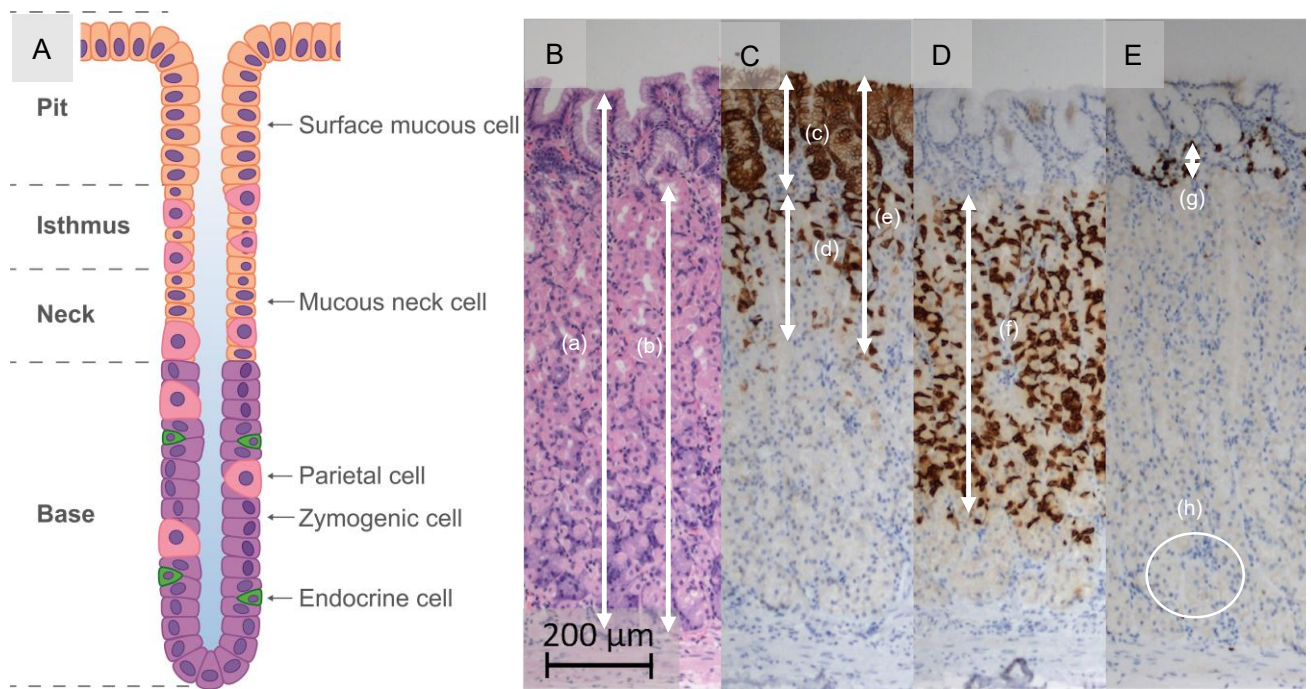 A
Pit
Isthmus
Neck
Base
Surface mucous cell
Mucous neck cell
Parietal cell
Zymogenic cell
Endocrine cell
B
(a)
(b)
200 µm
C
(c)
(d)
(e)
D
(f)
E
(g)
(h)